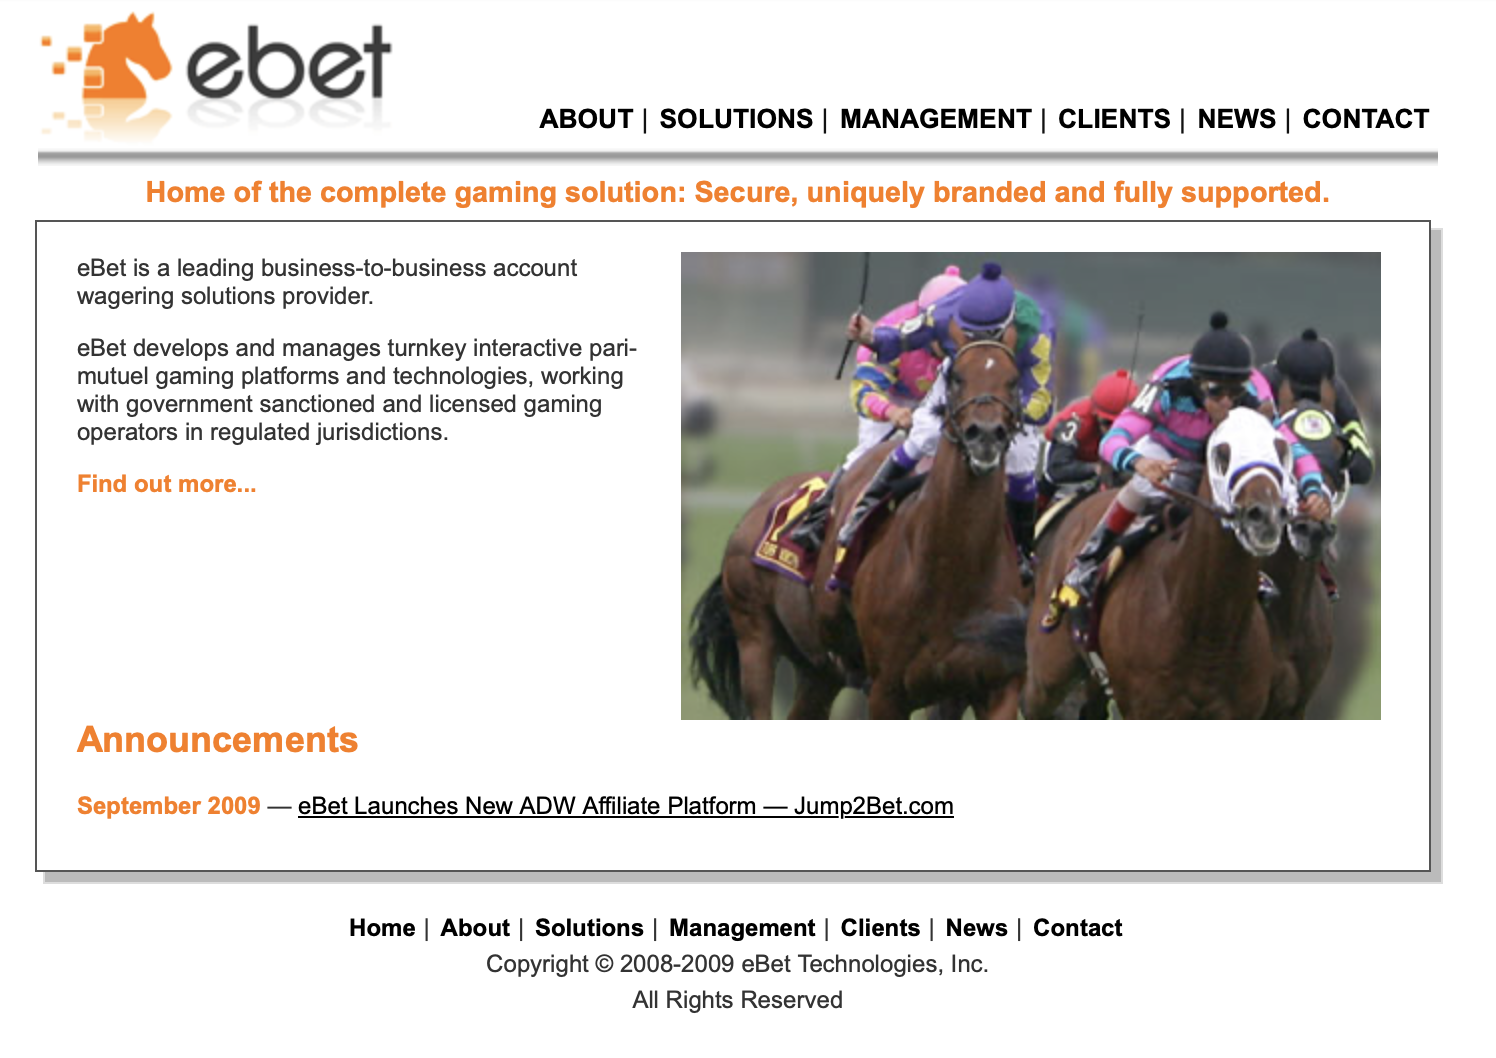 ebet
ABOUT | SOLUTIONS | MANAGEMENT | CLIENTS | NEWS | CONTACT
Home of the complete gaming solution: Secure, uniquely branded and fully supported.
eBet is a leading business-to-business account
wagering solutions provider.
eBet develops and manages turnkey interactive pari-
mutuel gaming platforms and technologies, working
with government sanctioned and licensed gaming
operators in regulated jurisdictions.
Find out more...
3
1
Announcements
September 2009 — eBet Launches New ADW Affiliate Platform — Jump2Bet.com
Home | About | Solutions | Management | Clients | News | Contact
Copyright © 2008-2009 eBet Technologies, Inc.
All Rights Reserved